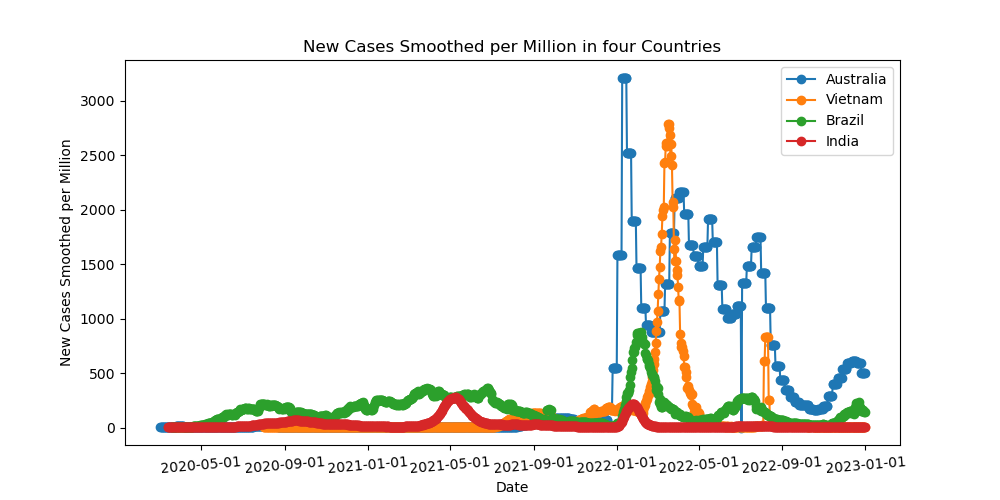 New Cases Smoothed per Million in four Countries
Australia
Vietnam
Brazil
India
New Cases Smoothed per Million
3000
2500
2000
1500
1000
500
0
2020-05-01 2020-09-01 2021-01-01 2021-05-01 2021-09-01 2022-01-01 2022-05-01 2022-09-01 2023-01-01
Date